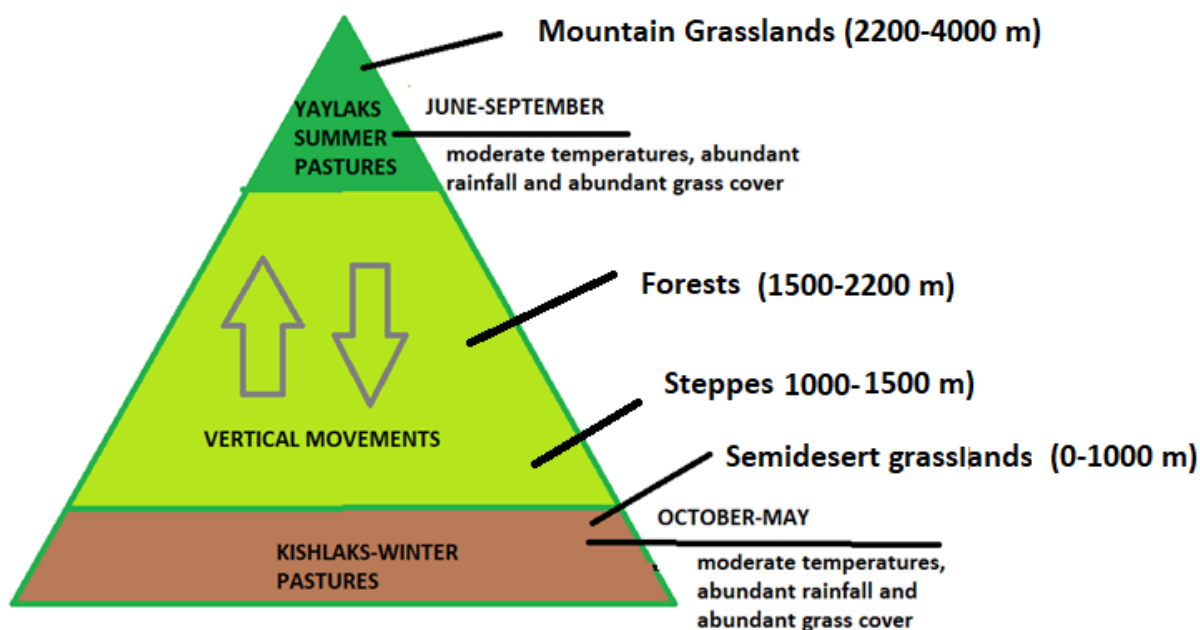 Mountain Grasslands (2200-4000 m)
YAYLAKS
SUMMER
PASTURES
JUNE-SEPTEMBER
moderate temperatures, abundant
rainfall and abundant grass cover
Forests (1500-2200 m)
Steppes 1000-1500 m)
VERTICAL MOVEMENTS
Semidesert grasslands (0-1000 m)
OCTOBER-MAY
KISHLAKS-WINTER
PASTURES
moderate temperatures,
abundant rainfall and
abundant grass cover